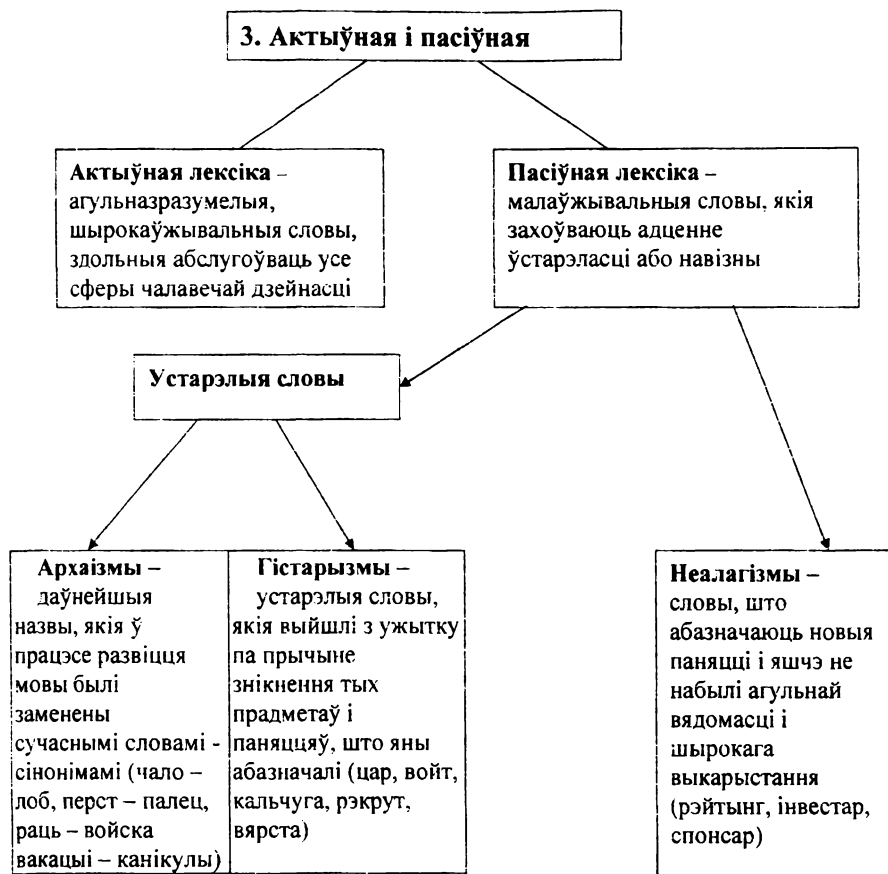 3. Актыўная і пасіўная
Актыўная лексіка –
агульназразумелыя,
шырокаўжывальныя словы,
здольныя абслугоўваць усе
сферы чалавечай дзейнасці
Пасіўная лексіка –
малаўжывальныя словы, якія
захоўваюць адценне
ўстарэласці або навізны
Устарэлыя словы
Архаізмы –
даўнейшыя
назвы, якія ў
працэсе развіцця
мовы былі
заменены
сучаснымі словамі -
сінонімамі (чало –
лоб, перст – палец,
раць – войска
вакацыі – канікулы)
Гістарызмы –
устарэлыя словы,
якія выйшлі з ужытку
па прычыне
знікнення тых
прадметаў і
паняццяў, што яны
абазначалі (цар, войт,
кальчуга, рэкрут,
вярста)
Неалагізмы –
словы, што
абазначаюць новыя
паняцці і яшчэ не
набылі агульнай
вядомасці і
шырокага
выкарыстання
(рэйтынг, інвестар,
спонсар)